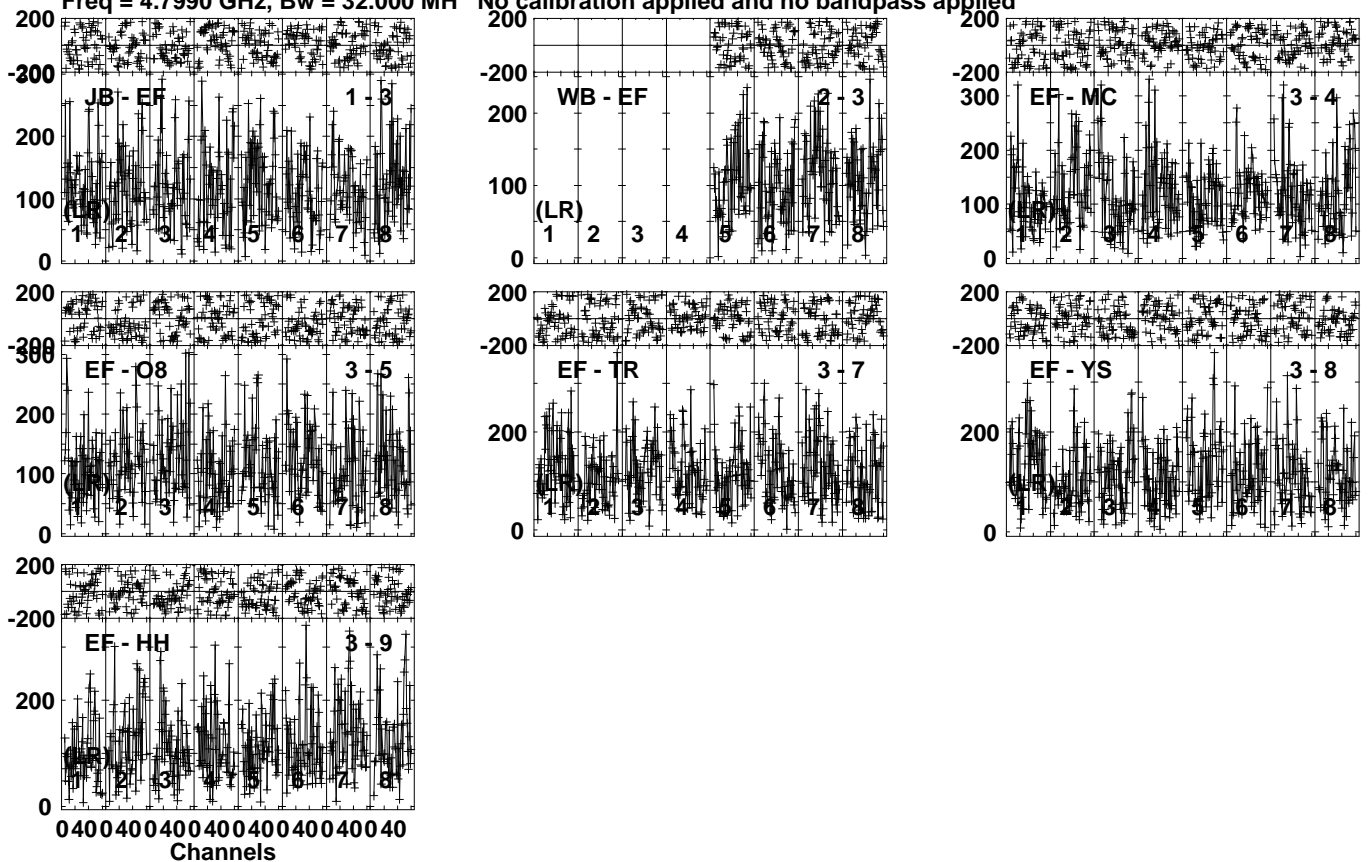 Freq = 4.7990 GHz, Bw = 32.000 MH No calibration applied and no bandpass applied
200
-200
300
200
100
0
JB - EF 1 - 3
(LR)
1 2 3 4 5 6 7 8
200
-200
200
100
0
WB - EF 2 - 3
(LR)
1 2 3 4 5 6 7 8
200
-200
300
200
100
0
EF - MC 3 - 4
(LR)
1 2 3 4 5 6 7 8
200
-200
300
200
100
0
EF - O8 3 - 5
(LR)
1 2 3 4 5 6 7 8
200
-200
200
0
EF - TR 3 - 7
(LR)
1 2 3 4 5 6 7 8
200
-200
200
0
EF - YS 3 - 8
(LR)
1 2 3 4 5 6 7 8
200
-200
200
0
EF - HH 3 - 9
(LR)
1 2 3 4 5 6 7 8
0 40 0 40 0 40 0 40 0 40 0 40 0 40 0 40
Channels